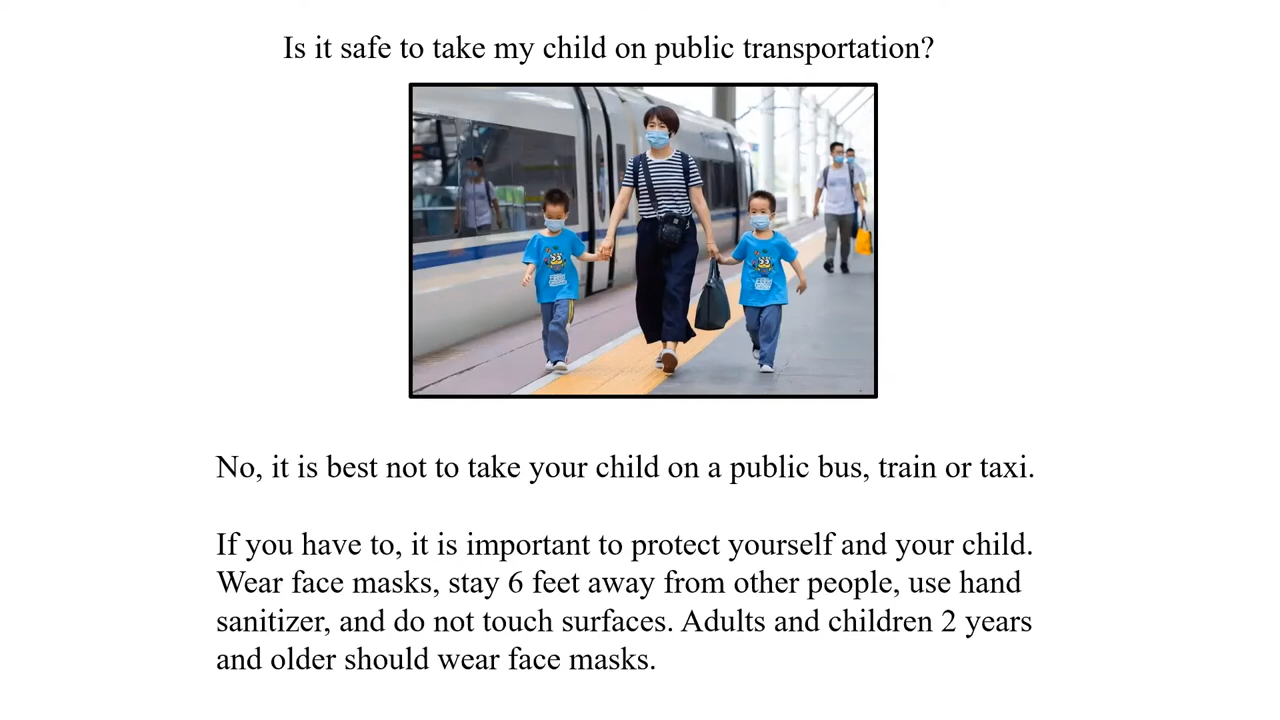 Is it safe to take my child on public transportation?
No, it is best not to take your child on a public bus, train or taxi.
If you have to, it is important to protect yourself and your child.
Wear face masks, stay 6 feet away from other people, use hand
sanitizer, and do not touch surfaces. Adults and children 2 years
and older should wear face masks.